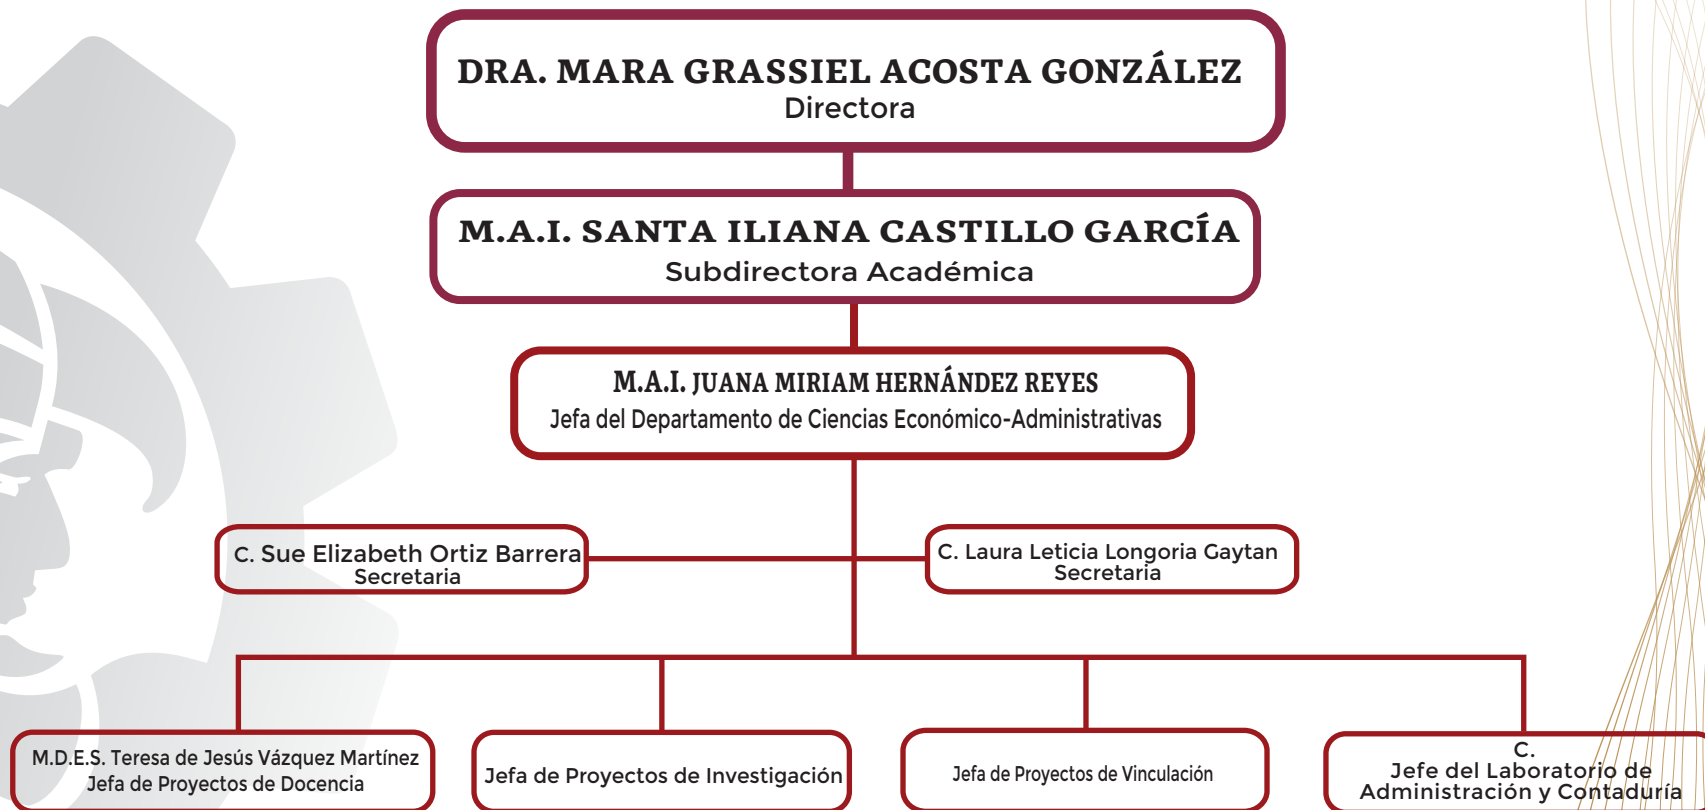 DRA. MARA GRASSIEL ACOSTA GONZÁLEZ
Directora
M.A.I. SANTA ILIANA CASTILLO GARCÍA
Subdirectora Académica
M.A.I. JUANA MIRIAM HERNÁNDEZ REYES
Jefa del Departamento de Ciencias Económico-Administrativas
C. Sue Elizabeth Ortiz Barrera
Secretaria
C. Laura Leticia Longoria Gaytan
Secretaria
M.D.E.S. Teresa de Jesús Vázquez Martínez
Jefa de Proyectos de Docencia
Jefa de Proyectos de Investigación
Jefa de Proyectos de Vinculación
C.
Jefe del Laboratorio de
Administración y Contaduría